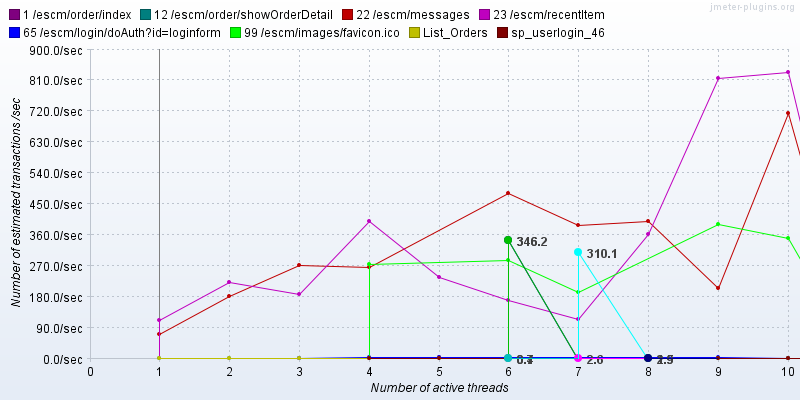 jmeter-plugins.org
1 /escm/order/index 12 /escm/order/showOrderDetail 22 /escm/messages 23 /escm/recentItem
65 /escm/login/doAuth?id=loginform 99 /escm/images/favicon.ico List_Orders sp_userlogin_46
Number of estimated transactions /sec
900.0/sec
810.0/sec
720.0/sec
630.0/sec
540.0/sec
450.0/sec
360.0/sec
270.0/sec
180.0/sec
90.0/sec
0.0/sec
346.2
310.1
0 1 2 3 4 5 6 7 8 9 10
Number of active threads